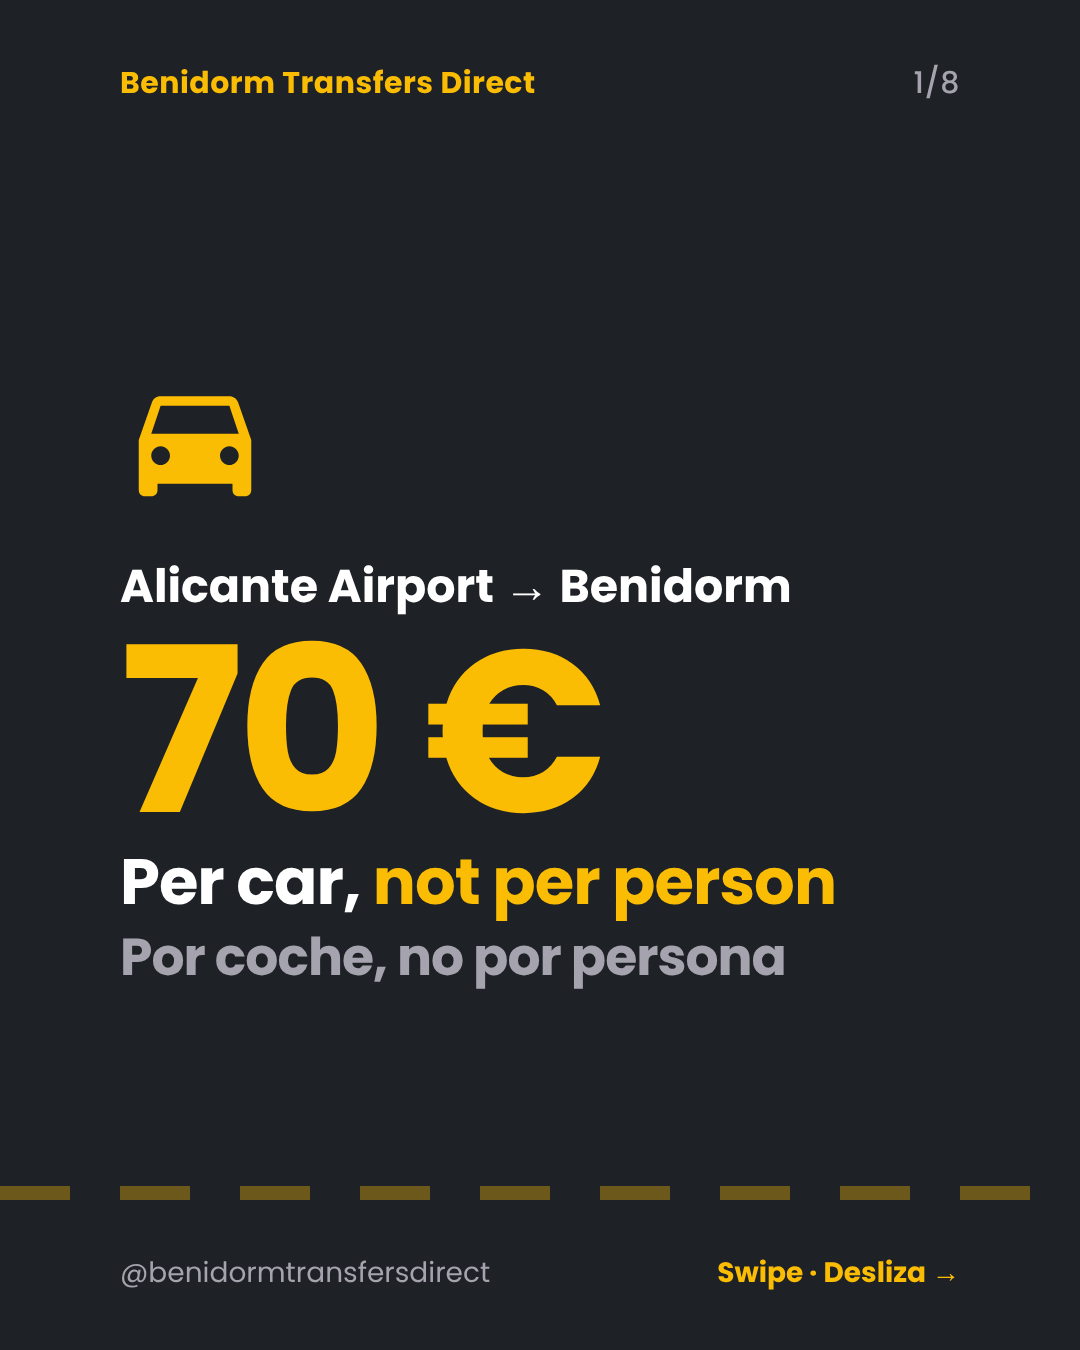 Benidorm Transfers Direct
1/8
Alicante Airport → Benidorm
70 €
Per car, not per person
Por coche, no por persona
@benidormtransfersdirect
Swipe · Desliza →